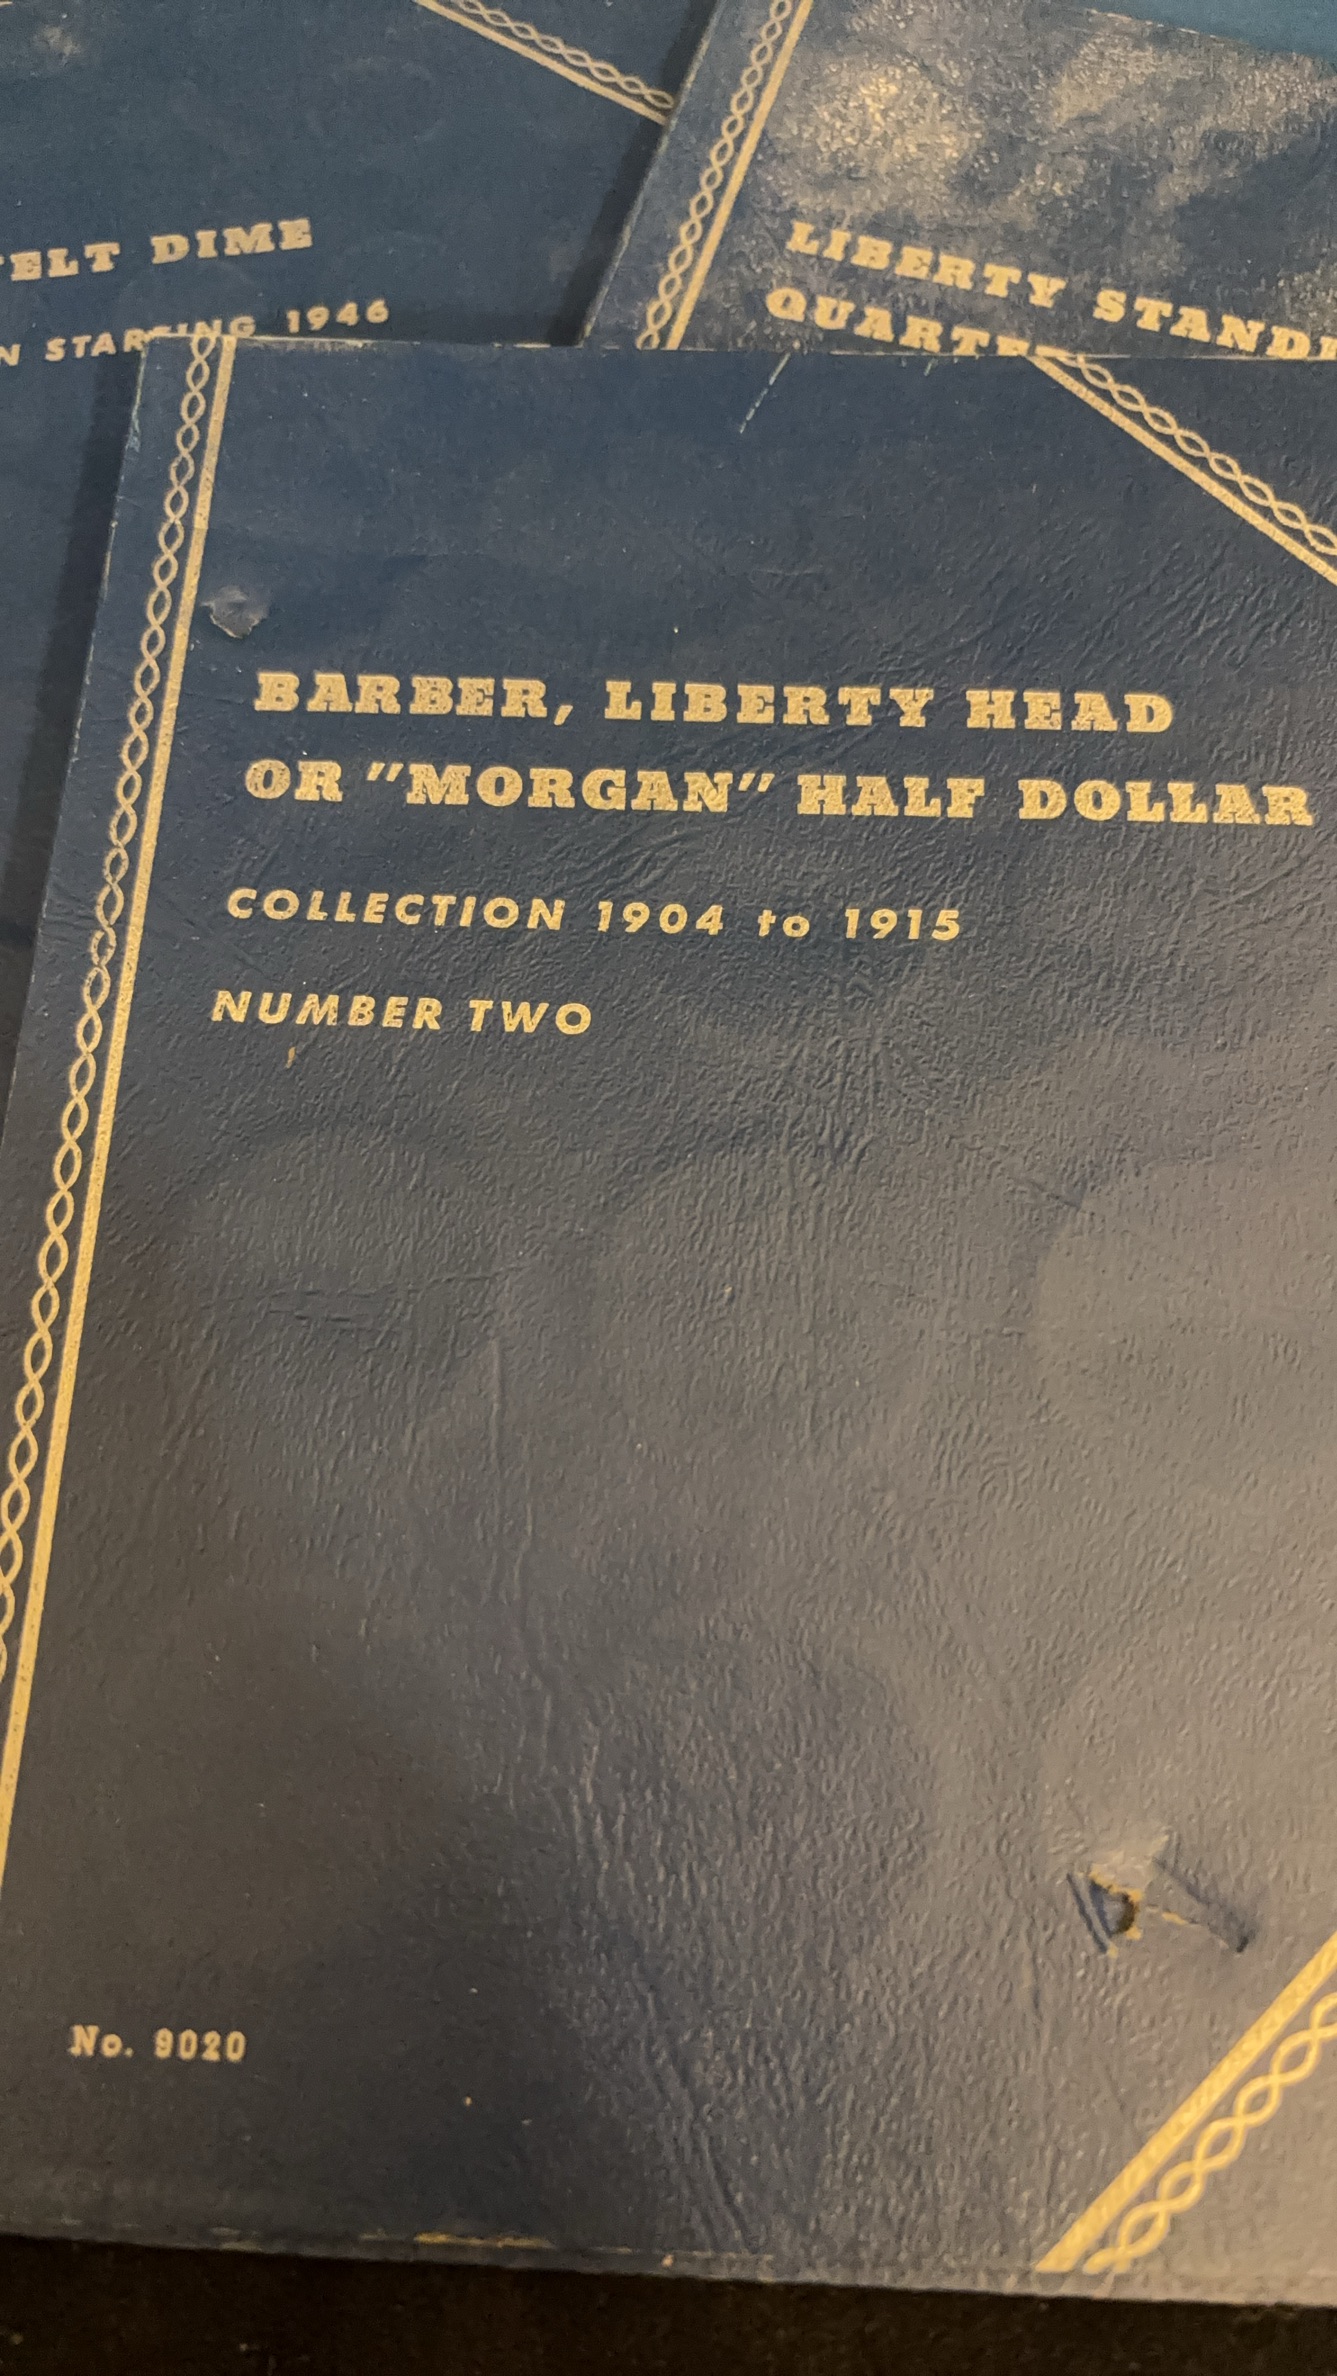 ELT DIME
N STARTING 1946
LIBERTY STAND
QUARTE
BARBER, LIBERTY HEAD
OR "MORGAN" HALF DOLLAR
COLLECTION 1904 to 1915
NUMBER TWO
No. 9020